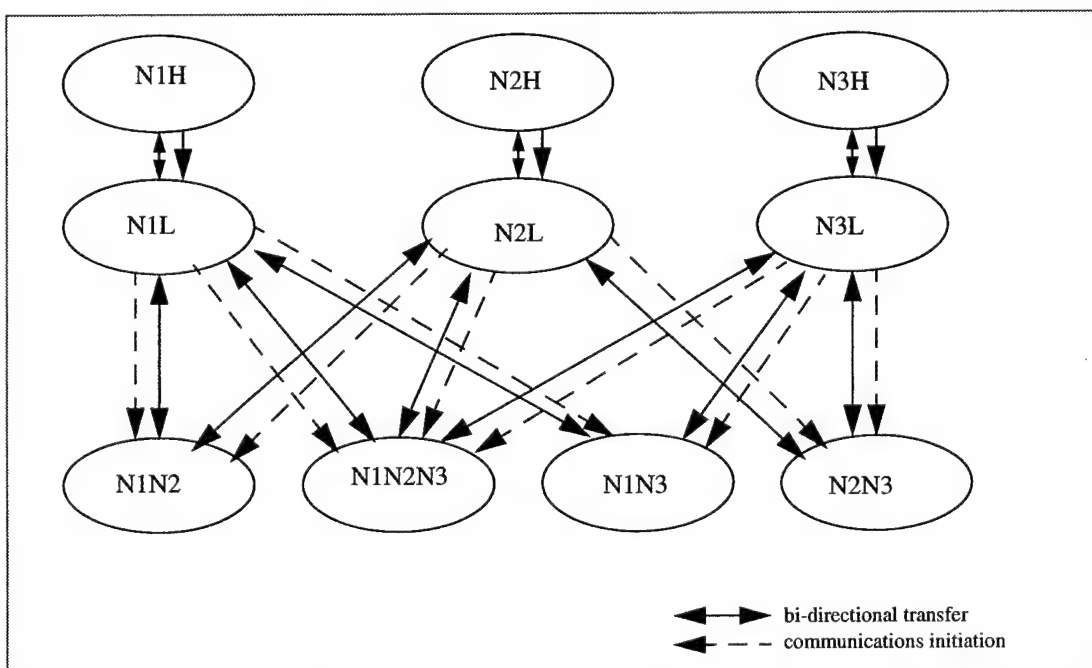 N1H
N2H
N3H
N1L
N2L
N3L
N1N2
N1N2N3
N1N3
N2N3
bi-directional transfer
communications initiation